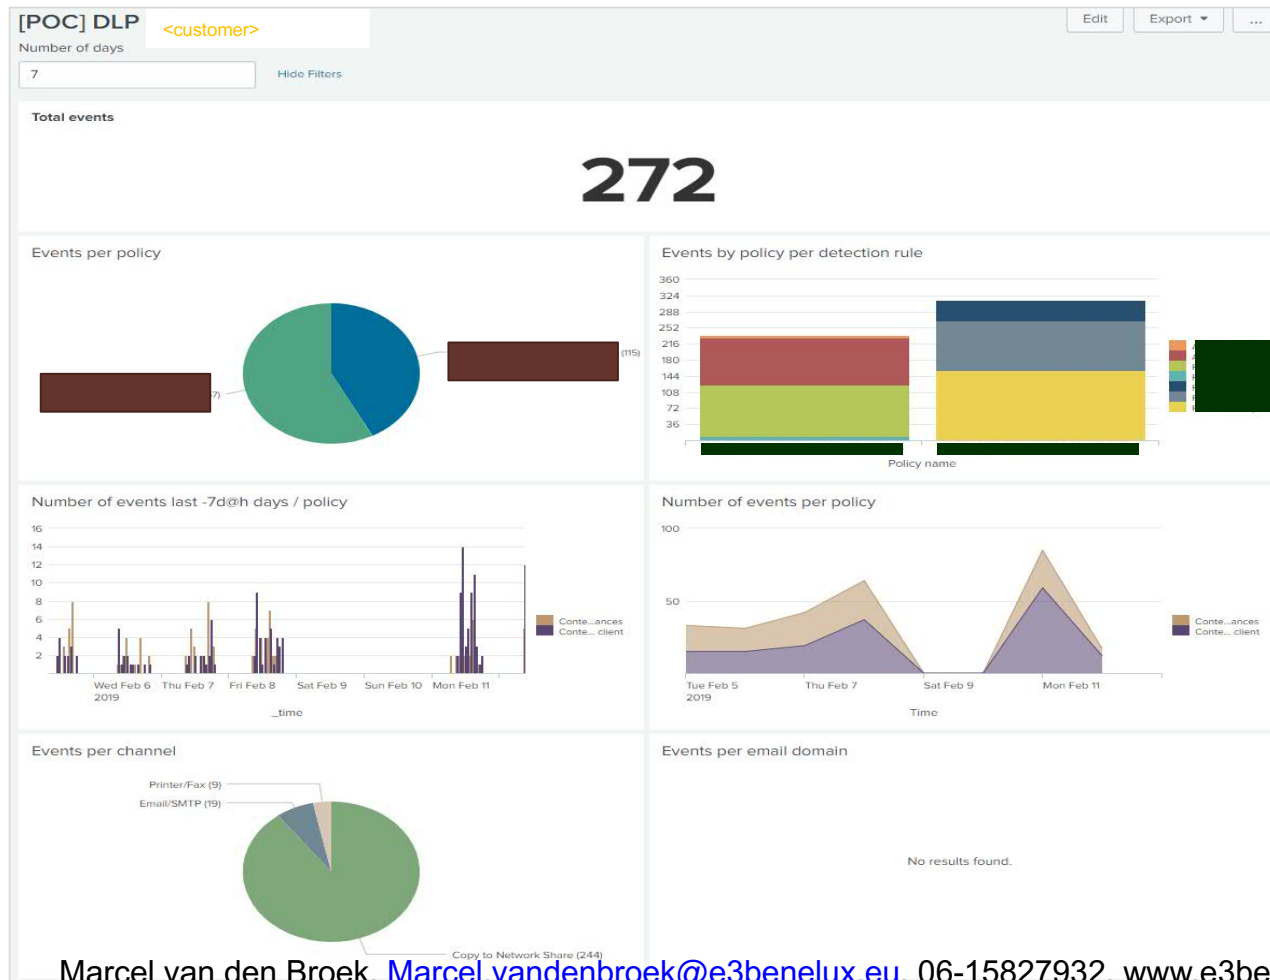 [POC] DLP <customer>
Edit Export ...
Number of days
7 Hide Filters
Total events
272
Events per policy
(115)
7)
Events by policy per detection rule
360
324
288
252
216
180
144
108
72
36
Policy name
Number of events last -7d@h days / policy
16
14
12
10
8
6
4
2
Wed Feb 6 Thu Feb 7 Fri Feb 8 Sat Feb 9 Sun Feb 10 Mon Feb 11
2019
_time
Conte...ances
Conte... client
Number of events per policy
100
50
Tue Feb 5 Thu Feb 7 Sat Feb 9 Mon Feb 11
2019
Time
Conte...ances
Conte... client
Events per channel
Printer/Fax (9)
Email/SMTP (19)
Copy to Network Share (244)
Events per email domain
No results found.
Marcel van den Broek, Marcel.vandenbroek@e3benelux.eu, 06-15827932, www.e3be